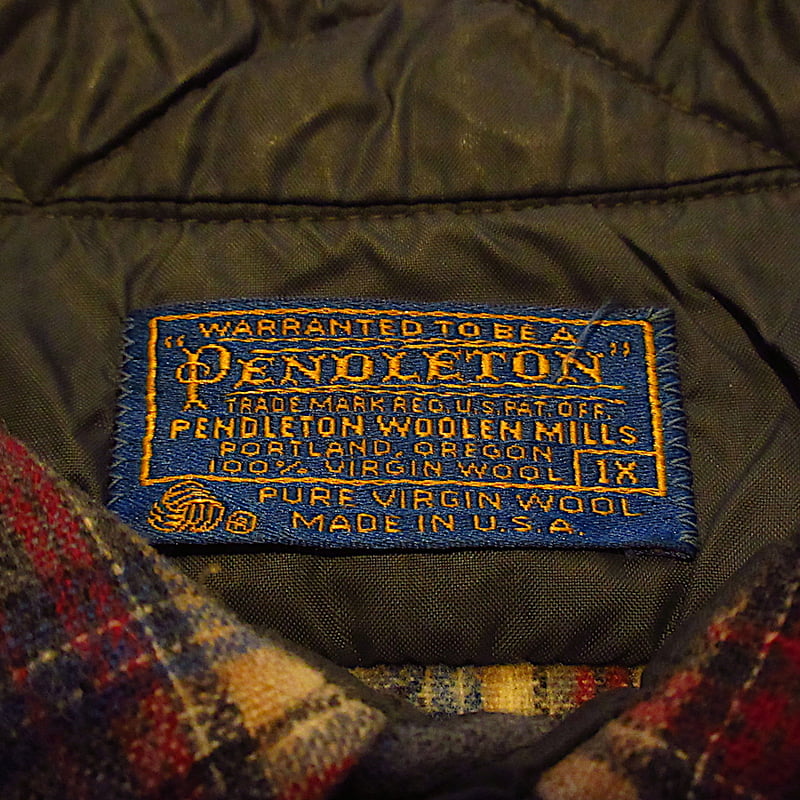 WARRANTED TO BE A
"PENDLETON"
TRADE MARK REG. U.S. PAT. OFF.
PENDLETON WOOLEN MILLS
PORTLAND, OREGON
100% VIRGIN WOOL 1X
PURE VIRGIN WOOL
® MADE IN U.S.A.